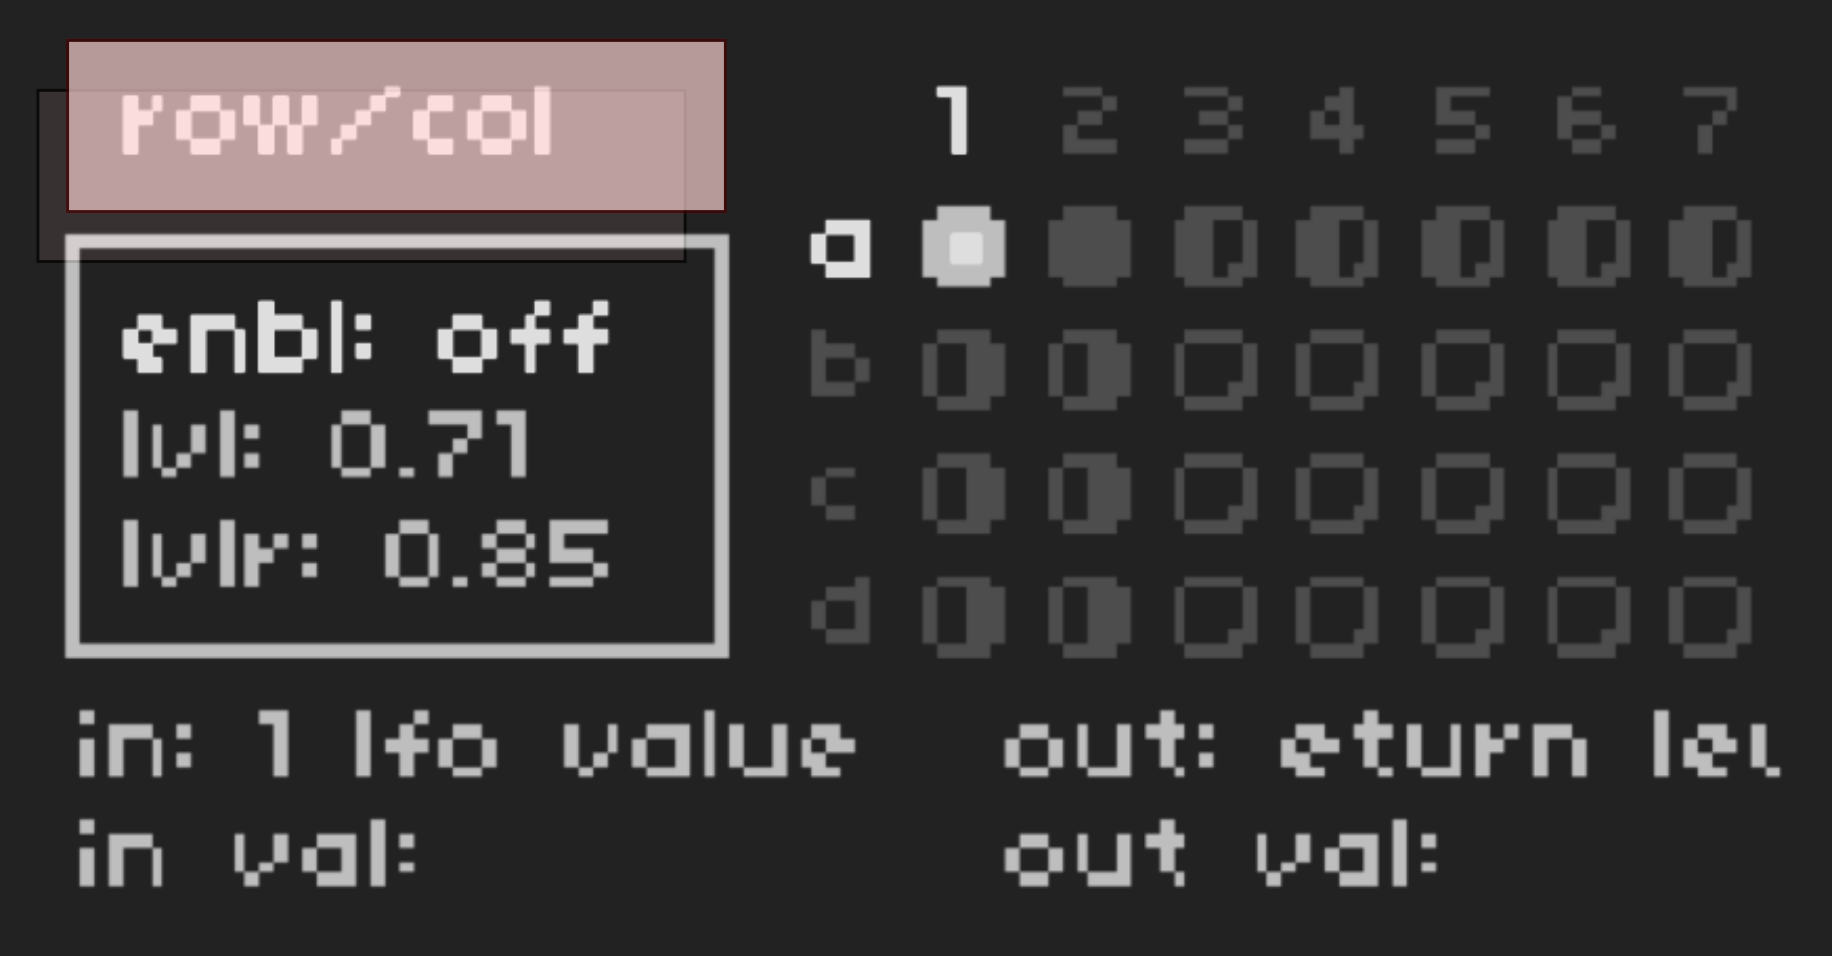 row/col 1 2 3 4 5 6 7
a
enbl: off
b
lvl: 0.71
c
lvlr: 0.85
d
in: 1 lfo value out: eturn lev
in val: out val: